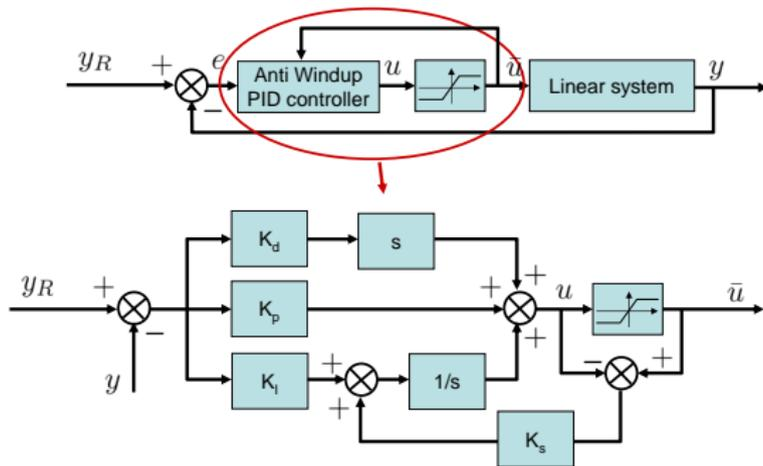 y_R + e Anti Windup PID controller u ū Linear system y
−
K_d s
+
y_R + K_p + u ū
−
+
y K_I + 1/s − +
+
K_s